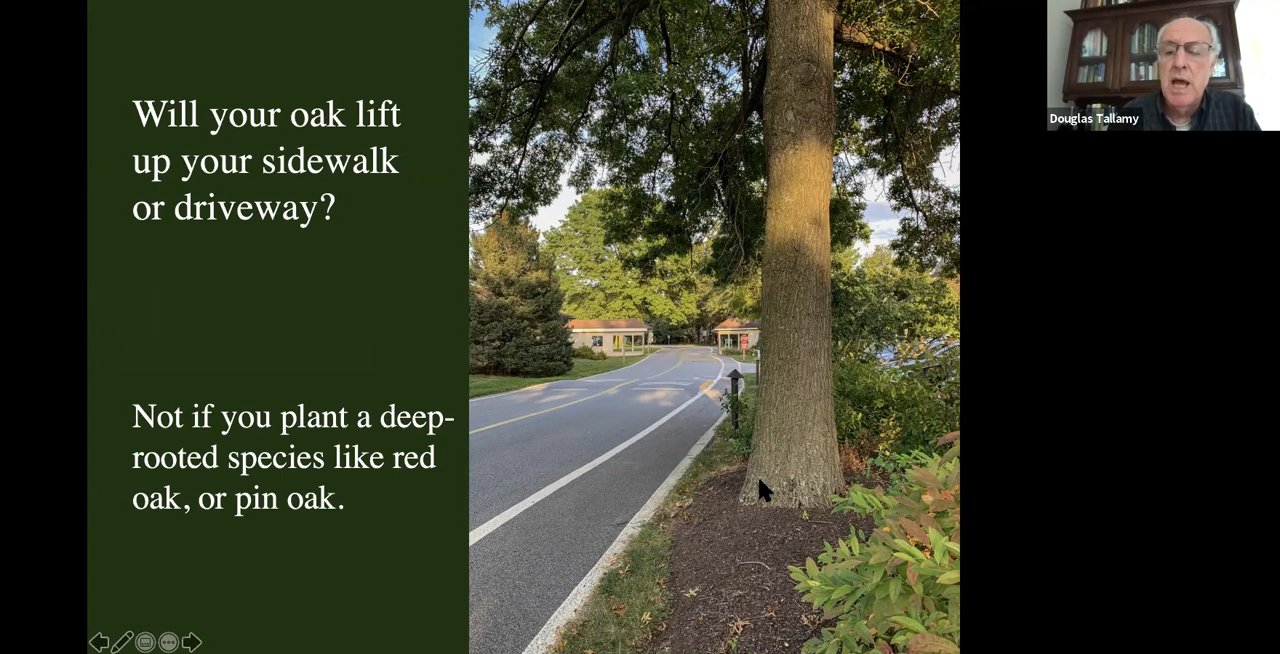 Will your oak lift
up your sidewalk
or driveway?
Not if you plant a deep-
rooted species like red
oak, or pin oak.
Douglas Tallamy